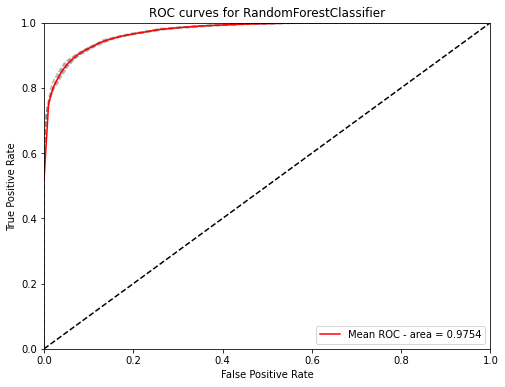 ROC curves for RandomForestClassifier
True Positive Rate
1.0
0.8
0.6
0.4
0.2
0.0
Mean ROC - area = 0.9754
0.0 0.2 0.4 0.6 0.8 1.0
False Positive Rate